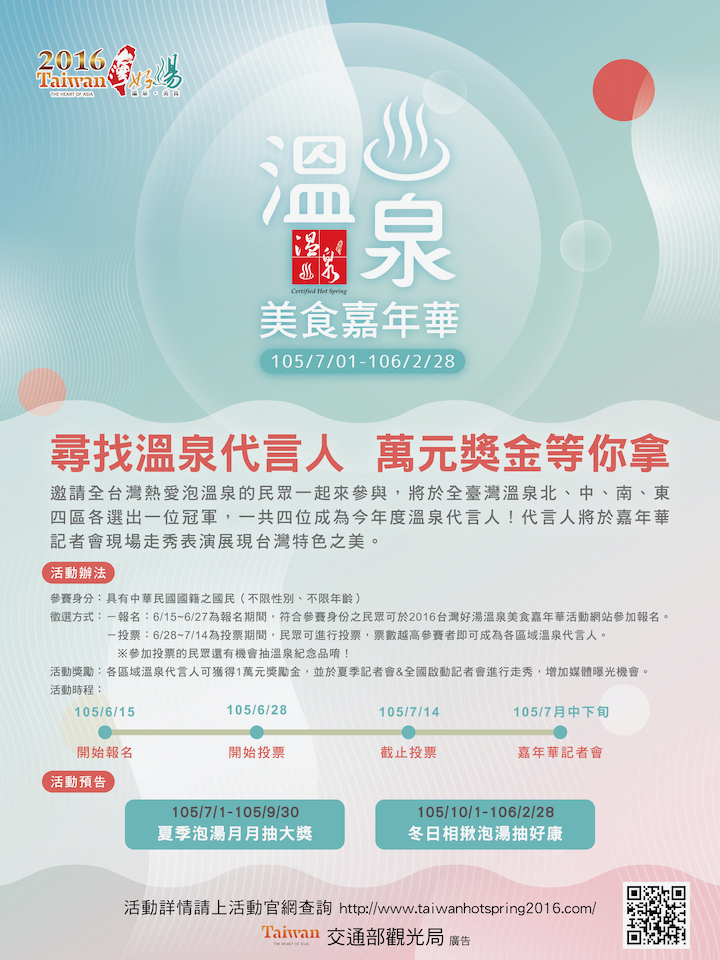 2016
Taiwan 台灣好湯
THE HEART OF ASIA
溫泉
溫泉
Certified Hot Spring
美食嘉年華
105/7/01-106/2/28
尋找溫泉代言人 萬元獎金等你拿
邀請全台灣熱愛泡溫泉的民眾一起來參與，將於全臺灣溫泉北、中、南、東
四區各選出一位冠軍，一共四位成為今年度溫泉代言人！代言人將於嘉年華
記者會現場走秀表演展現台灣特色之美。
活動辦法
參賽身分：具有中華民國國籍之國民（不限性別、不限年齡）
徵選方式：－報名：6/15~6/27為報名期間，符合參賽身份之民眾可於2016台灣好湯溫泉美食嘉年華活動網站參加報名。
－投票：6/28~7/14為投票期間，民眾可進行投票，票數越高參賽者即可成為各區域溫泉代言人。
※參加投票的民眾還有機會抽溫泉紀念品唷！
活動獎勵：各區域溫泉代言人可獲得1萬元獎勵金，並於夏季記者會&全國啟動記者會進行走秀，增加媒體曝光機會。
活動時程：
105/6/15 105/6/28 105/7/14 105/7月中下旬
開始報名 開始投票 截止投票 嘉年華記者會
活動預告
105/7/1-105/9/30 105/10/1-106/2/28
夏季泡湯月月抽大獎 冬日相揪泡湯抽好康
活動詳情請上活動官網查詢 http://www.taiwanhotspring2016.com/
Taiwan 交通部觀光局 廣告
THE HEART OF ASIA